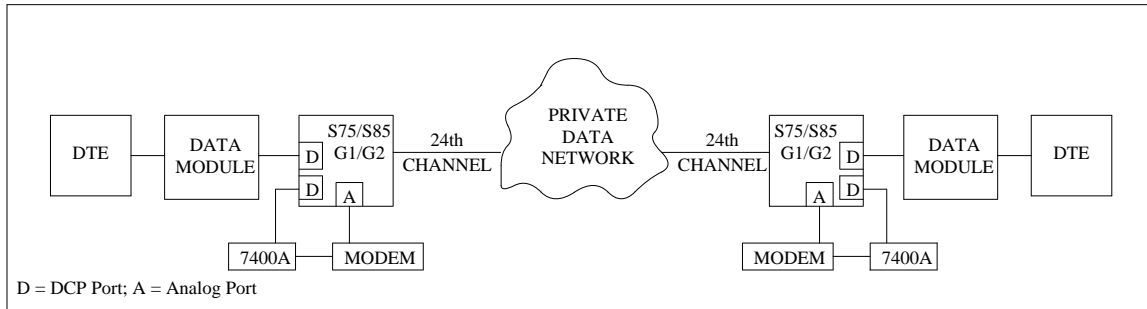 DTE
DATA
MODULE
S75/S85
G1/G2
D
D
A
7400A
MODEM
24th
CHANNEL
PRIVATE
DATA
NETWORK
24th
CHANNEL
S75/S85
G1/G2
D
D
A
MODEM
7400A
DATA
MODULE
DTE
D = DCP Port; A = Analog Port